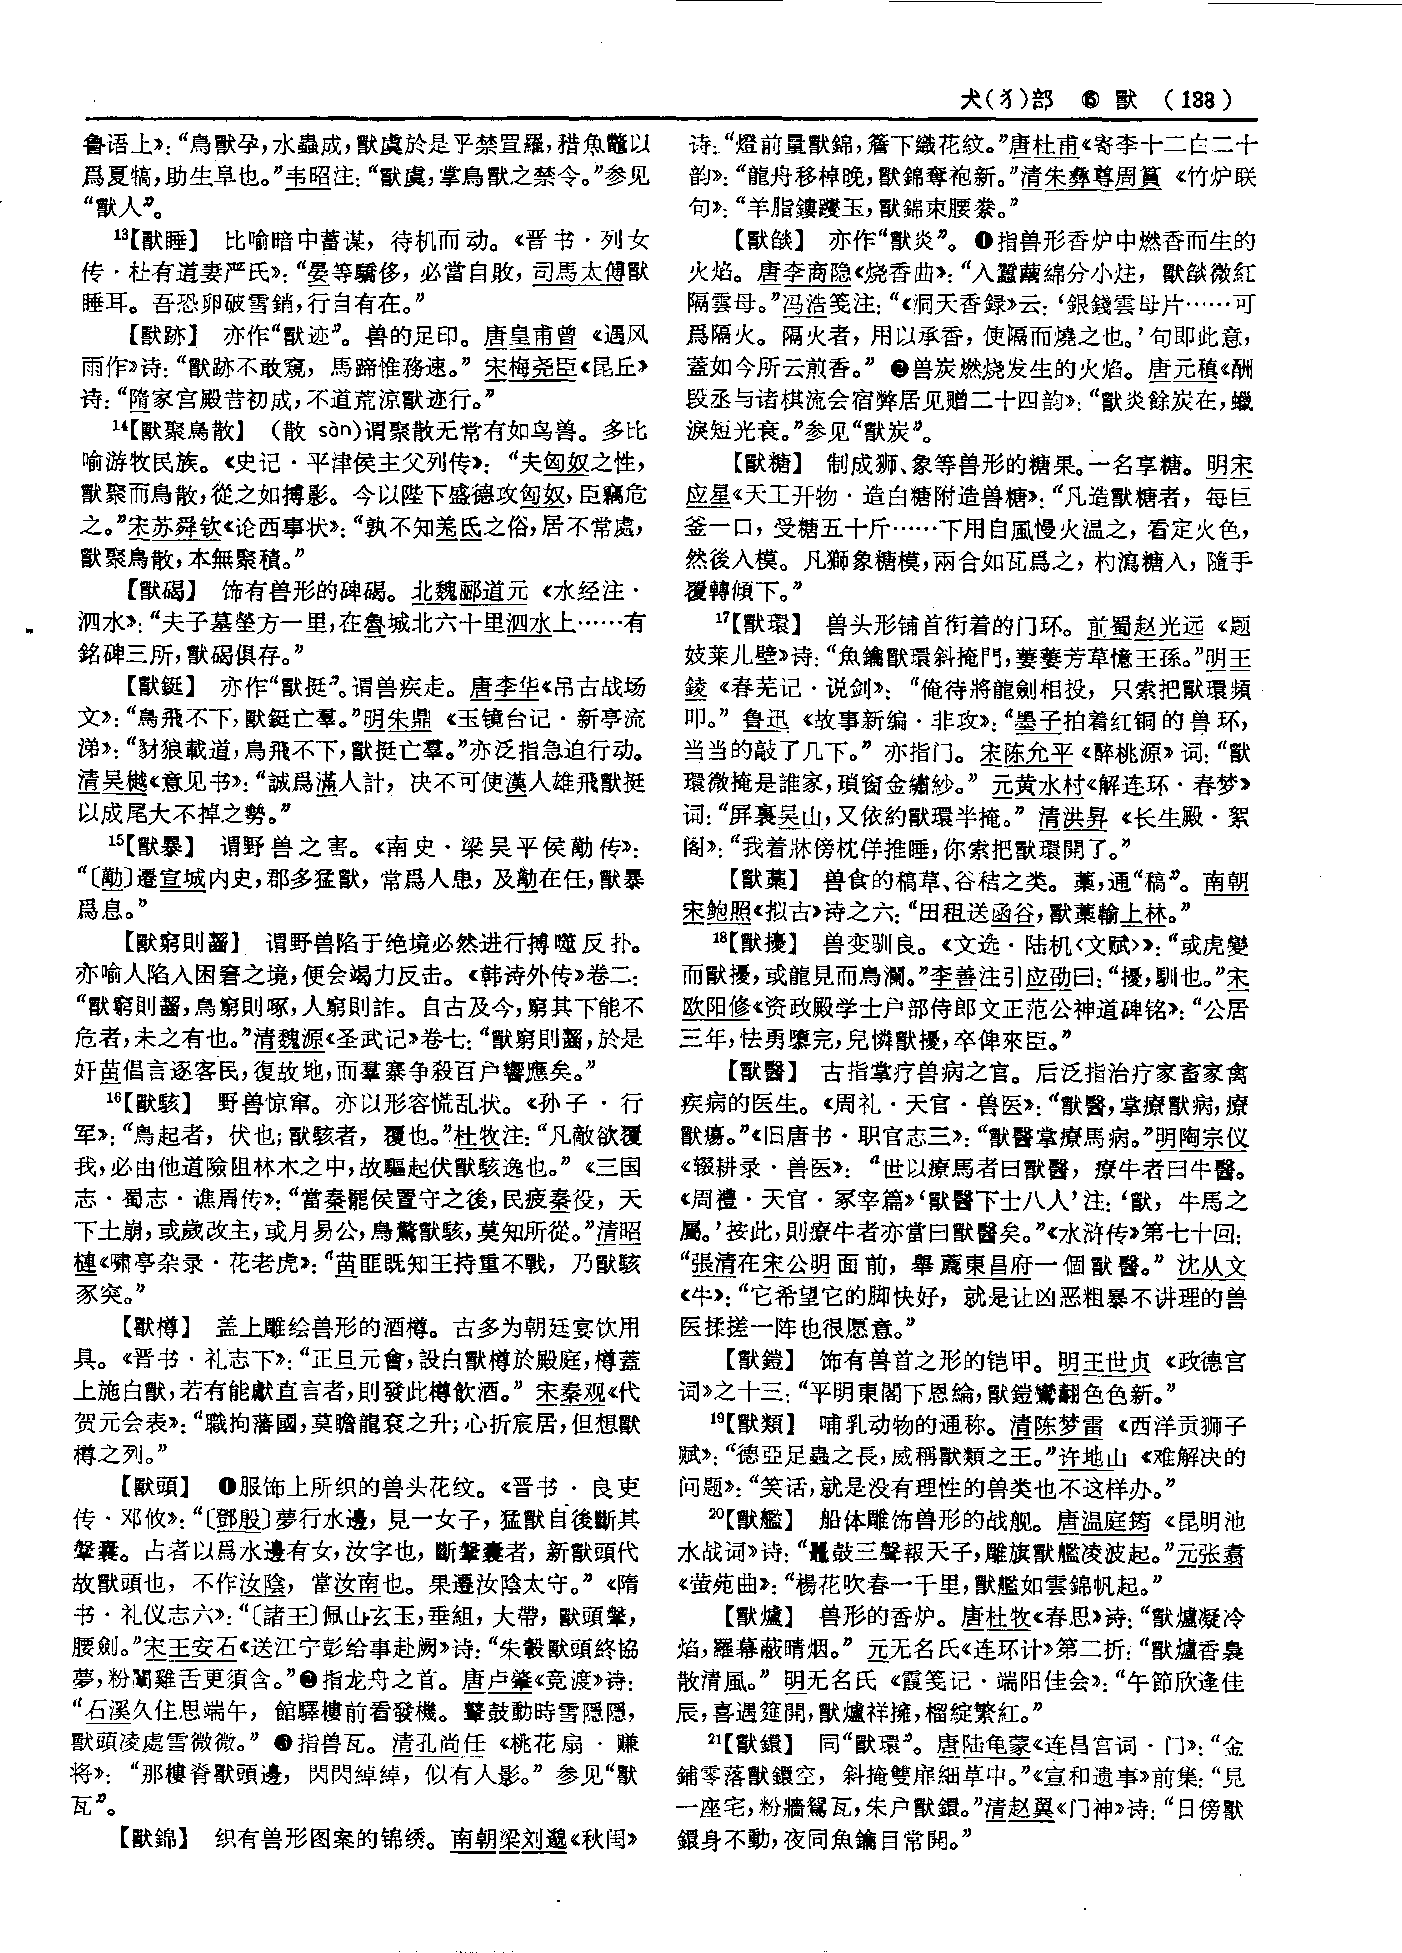 犬(犭)部 ⑮ 獸 (138)
鲁语上》：“鳥獸孕，水蟲成，獸虞於是乎禁罝羅，矠魚鼈以
爲夏犒，助生阜也。”韦昭注：“獸虞，掌鳥獸之禁令。”参见
“獸人”。
13【獸睡】 比喻暗中蓄谋，待机而动。《晋书·列女
传·杜有道妻严氏》：“晏等驕侈，必當自敗，司馬太傅獸
睡耳。吾恐卵破雪銷，行自有在。”
【獸跡】 亦作“獸迹”。兽的足印。唐皇甫曾《遇风
雨作》诗：“獸跡不敢窺，馬蹄惟務速。”宋梅尧臣《昆丘》
诗：“隋家宫殿昔初成，不道荒凉獸迹行。”
14【獸聚鳥散】 (散 sàn)谓聚散无常有如鸟兽。多比
喻游牧民族。《史记·平津侯主父列传》：“夫匈奴之性，
獸聚而鳥散，從之如搏影。今以陛下盛德攻匈奴，臣竊危
之。”宋苏舜钦《论西事状》：“孰不知羌氐之俗，居不常處，
獸聚鳥散，本無聚積。”
【獸碣】 饰有兽形的碑碣。北魏郦道元《水经注·
泗水》：“夫子墓塋方一里，在魯城北六十里泗水上……有
銘碑三所，獸碣俱存。”
【獸鋌】 亦作“獸挺”。谓兽疾走。唐李华《吊古战场
文》：“鳥飛不下，獸鋌亡羣。”明朱鼎《玉镜台记·新亭流
涕》：“豺狼載道，鳥飛不下，獸挺亡羣。”亦泛指急迫行动。
清吴樾《意见书》：“誠爲滿人計，决不可使漢人雄飛獸挺
以成尾大不掉之勢。”
15【獸暴】 谓野兽之害。《南史·梁吴平侯勱传》：
“〔勱〕遷宣城内史，郡多猛獸，常爲人患，及勱在任，獸暴
爲息。”
【獸窮則齧】 谓野兽陷于绝境必然进行搏噬反扑。
亦喻人陷入困窘之境，便会竭力反击。《韩诗外传》卷二：
“獸窮則齧，鳥窮則啄，人窮則詐。自古及今，窮其下能不
危者，未之有也。”清魏源《圣武记》卷七：“獸窮則齧，於是
奸苗倡言逐客民，復故地，而羣寨争殺百户響應矣。”
16【獸駭】 野兽惊窜。亦以形容慌乱状。《孙子·行
军》：“鳥起者，伏也；獸駭者，覆也。”杜牧注：“凡敵欲覆
我，必由他道險阻林木之中，故驅起伏獸駭逸也。”《三国
志·蜀志·谯周传》：“當秦罷侯置守之後，民疲秦役，天
下土崩，或歲改主，或月易公，鳥驚獸駭，莫知所從。”清昭
槤《啸亭杂录·花老虎》：“苗匪既知王持重不戰，乃獸駭
豕突。”
【獸樽】 盖上雕绘兽形的酒樽。古多为朝廷宴饮用
具。《晋书·礼志下》：“正旦元會，設白獸樽於殿庭，樽蓋
上施白獸，若有能獻直言者，則發此樽飲酒。”宋秦观《代
贺元会表》：“職拘藩國，莫瞻龍衮之升；心折宸居，但想獸
樽之列。”
【獸頭】 ❶服饰上所织的兽头花纹。《晋书·良吏
传·邓攸》：“〔鄧殷〕夢行水邊，見一女子，猛獸自後斷其
鞶囊。占者以爲水邊有女，汝字也，斷鞶囊者，新獸頭代
故獸頭也，不作汝陰，當汝南也。果遷汝陰太守。”《隋
书·礼仪志六》：“〔諸王〕佩山玄玉，垂組，大帶，獸頭鞶，
腰劍。”宋王安石《送江宁彭给事赴阙》诗：“朱轂獸頭終協
夢，粉闈雞舌更須含。”❷指龙舟之首。唐卢肇《竞渡》诗：
“石溪久住思端午，館驛樓前看發機。鼙鼓動時雪隱隱，
獸頭凌處雪微微。”❸指兽瓦。清孔尚任《桃花扇·赚
将》：“那樓脊獸頭邊，閃閃綽綽，似有人影。”参见“獸
瓦”。
【獸錦】 织有兽形图案的锦绣。南朝梁刘邈《秋闺》
诗：“燈前量獸錦，簷下織花紋。”唐杜甫《寄李十二白二十
韵》：“龍舟移棹晚，獸錦奪袍新。”清朱彝尊周篔《竹炉联
句》：“羊脂鏤躞玉，獸錦束腰絭。”
【獸燄】 亦作“獸炎”。❶指兽形香炉中燃香而生的
火焰。唐李商隐《烧香曲》：“八蠶繭綿分小炷，獸燄微紅
隔雲母。”冯浩笺注：“《洞天香録》云：‘銀錢雲母片……可
爲隔火。隔火者，用以承香，使隔而燒之也。’句即此意，
蓋如今所云煎香。”❷兽炭燃烧发生的火焰。唐元稹《酬
段丞与诸棋流会宿弊居见赠二十四韵》：“獸炎餘炭在，蠟
淚短光衰。”参见“獸炭”。
【獸糖】 制成狮、象等兽形的糖果。一名享糖。明宋
应星《天工开物·造白糖附造兽糖》：“凡造獸糖者，每巨
釜一口，受糖五十斤……下用自風慢火温之，看定火色，
然後入模。凡獅象糖模，兩合如瓦爲之，杓瀉糖入，隨手
覆轉傾下。”
17【獸環】 兽头形铺首衔着的门环。前蜀赵光远《题
妓莱儿壁》诗：“魚鑰獸環斜掩門，萋萋芳草憶王孫。”明王
錂《春芜记·说剑》：“俺待將龍劍相投，只索把獸環頻
叩。”鲁迅《故事新编·非攻》：“墨子拍着红铜的兽环，
当当的敲了几下。”亦指门。宋陈允平《醉桃源》词：“獸
環微掩是誰家，瑣窗金繡紗。”元黄水村《解连环·春梦》
词：“屏裏吴山，又依約獸環半掩。”清洪昇《长生殿·絮
阁》：“我着牀傍枕佯推睡，你索把獸環開了。”
【獸藁】 兽食的稿草、谷秸之类。藁，通“稿”。南朝
宋鲍照《拟古》诗之六：“田租送函谷，獸藁輸上林。”
18【獸擾】 兽变驯良。《文选·陆机〈文赋〉》：“或虎變
而獸擾，或龍見而鳥瀾。”李善注引应劭曰：“擾，馴也。”宋
欧阳修《资政殿学士户部侍郎文正范公神道碑铭》：“公居
三年，怯勇隳完，兒憐獸擾，卒俾來臣。”
【獸醫】 古指掌疗兽病之官。后泛指治疗家畜家禽
疾病的医生。《周礼·天官·兽医》：“獸醫，掌療獸病，療
獸瘍。”《旧唐书·职官志三》：“獸醫掌療馬病。”明陶宗仪
《辍耕录·兽医》：“世以療馬者曰獸醫，療牛者曰牛醫。
《周禮·天官·冢宰篇》‘獸醫下士八人’注：‘獸，牛馬之
屬。’按此，則療牛者亦當曰獸醫矣。”《水浒传》第七十回：
“張清在宋公明面前，舉薦東昌府一個獸醫。”沈从文
《牛》：“它希望它的脚快好，就是让凶恶粗暴不讲理的兽
医揉搓一阵也很愿意。”
【獸鎧】 饰有兽首之形的铠甲。明王世贞《政德宫
词》之十三：“平明東閣下恩綸，獸鎧鸞翿色色新。”
19【獸類】 哺乳动物的通称。清陈梦雷《西洋贡狮子
赋》：“德亞足蟲之長，威稱獸類之王。”许地山《难解决的
问题》：“笑话，就是没有理性的兽类也不这样办。”
20【獸艦】 船体雕饰兽形的战舰。唐温庭筠《昆明池
水战词》诗：“鼉鼓三聲報天子，雕旗獸艦凌波起。”元张翥
《萤苑曲》：“楊花吹春一千里，獸艦如雲錦帆起。”
【獸爐】 兽形的香炉。唐杜牧《春思》诗：“獸爐凝冷
焰，羅幕蔽晴烟。”元无名氏《连环计》第二折：“獸爐香裊
散清風。”明无名氏《霞笺记·端阳佳会》：“午節欣逢佳
辰，喜遇筵開，獸爐祥擁，榴綻繁紅。”
21【獸鐶】 同“獸環”。唐陆龟蒙《连昌宫词·门》：“金
鋪零落獸鐶空，斜掩雙扉細草中。”《宣和遗事》前集：“見
一座宅，粉牆鴛瓦，朱户獸鐶。”清赵翼《门神》诗：“日傍獸
鐶身不動，夜同魚鑰目常開。”